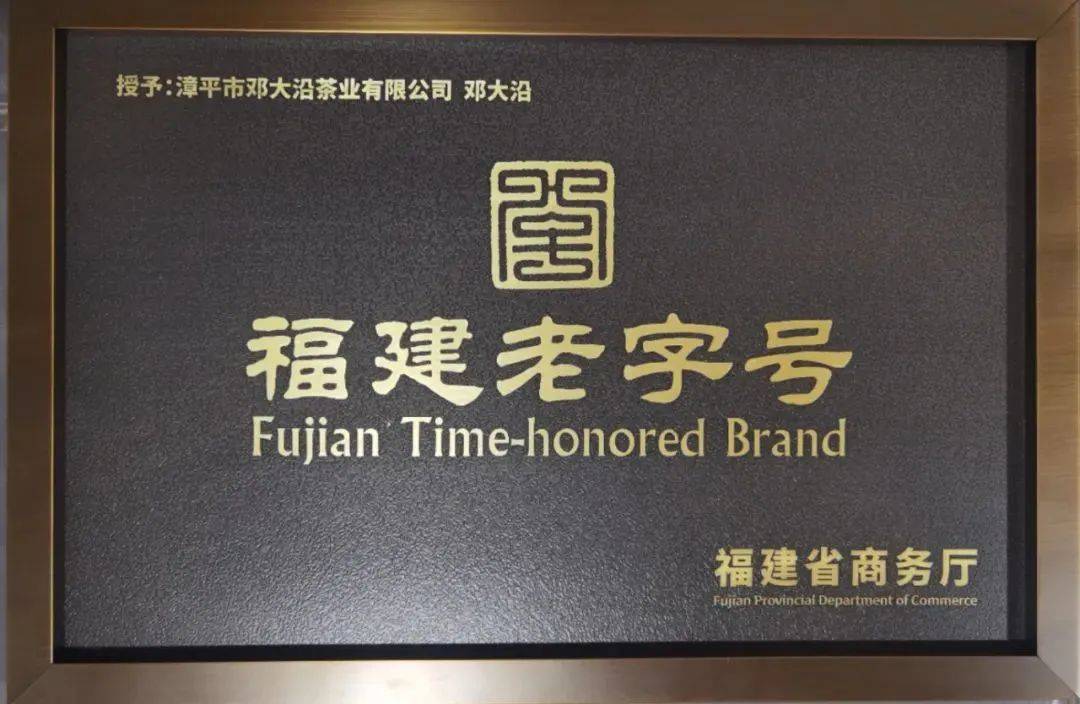 授予：漳平市邓大沿茶业有限公司 邓大沿
福建老字号
Fujian Time-honored Brand
福建省商务厅
Fujian Provincial Department of Commerce